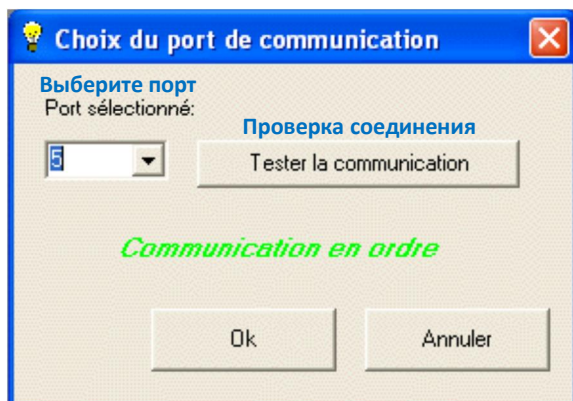 Choix du port de communication
Выберите порт
Port sélectionné:
Проверка соединения
5
Tester la communication
Communication en ordre
Ok
Annuler